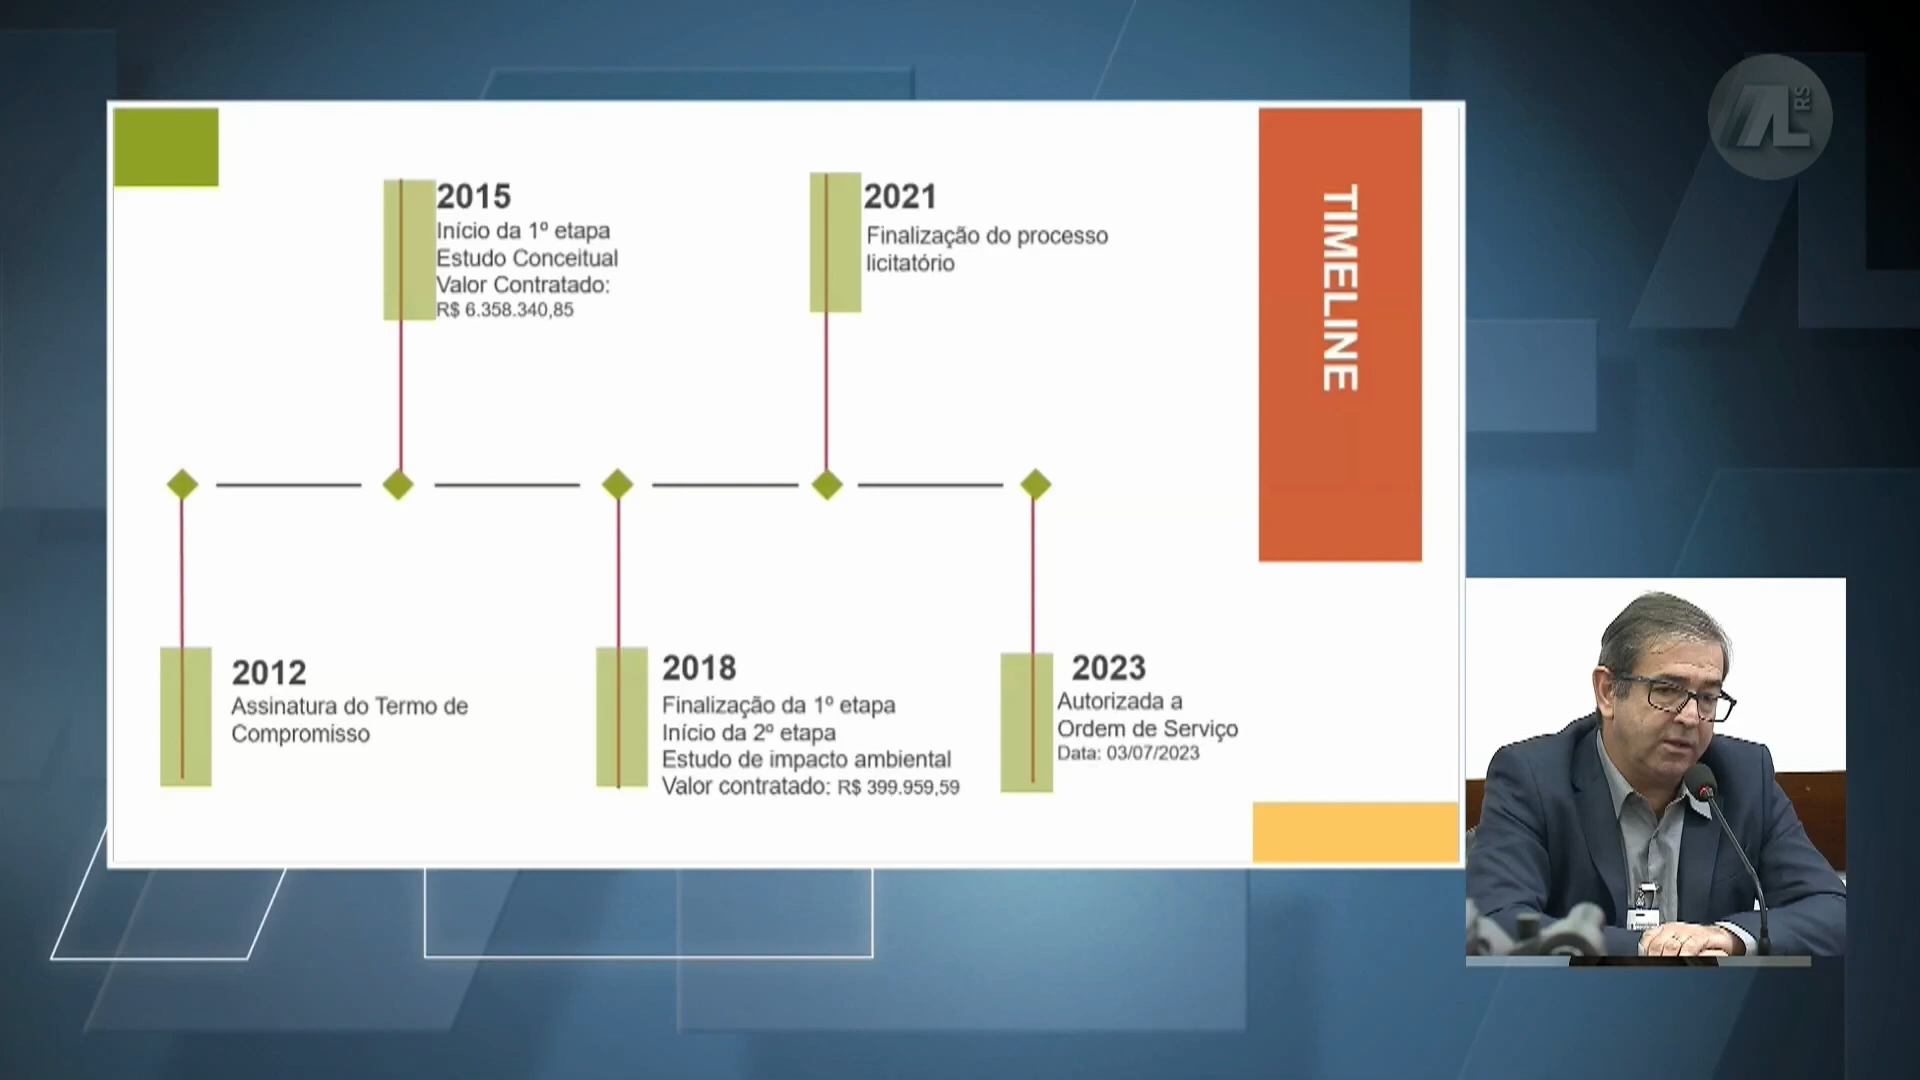 AL
RS
TIMELINE
2015
Início da 1º etapa
Estudo Conceitual
Valor Contratado:
R$ 6.358.340,85
2021
Finalização do processo
licitatório
2012
Assinatura do Termo de
Compromisso
2018
Finalização da 1º etapa
Início da 2º etapa
Estudo de impacto ambiental
Valor contratado: R$ 399.959,59
2023
Autorizada a
Ordem de Serviço
Data: 03/07/2023